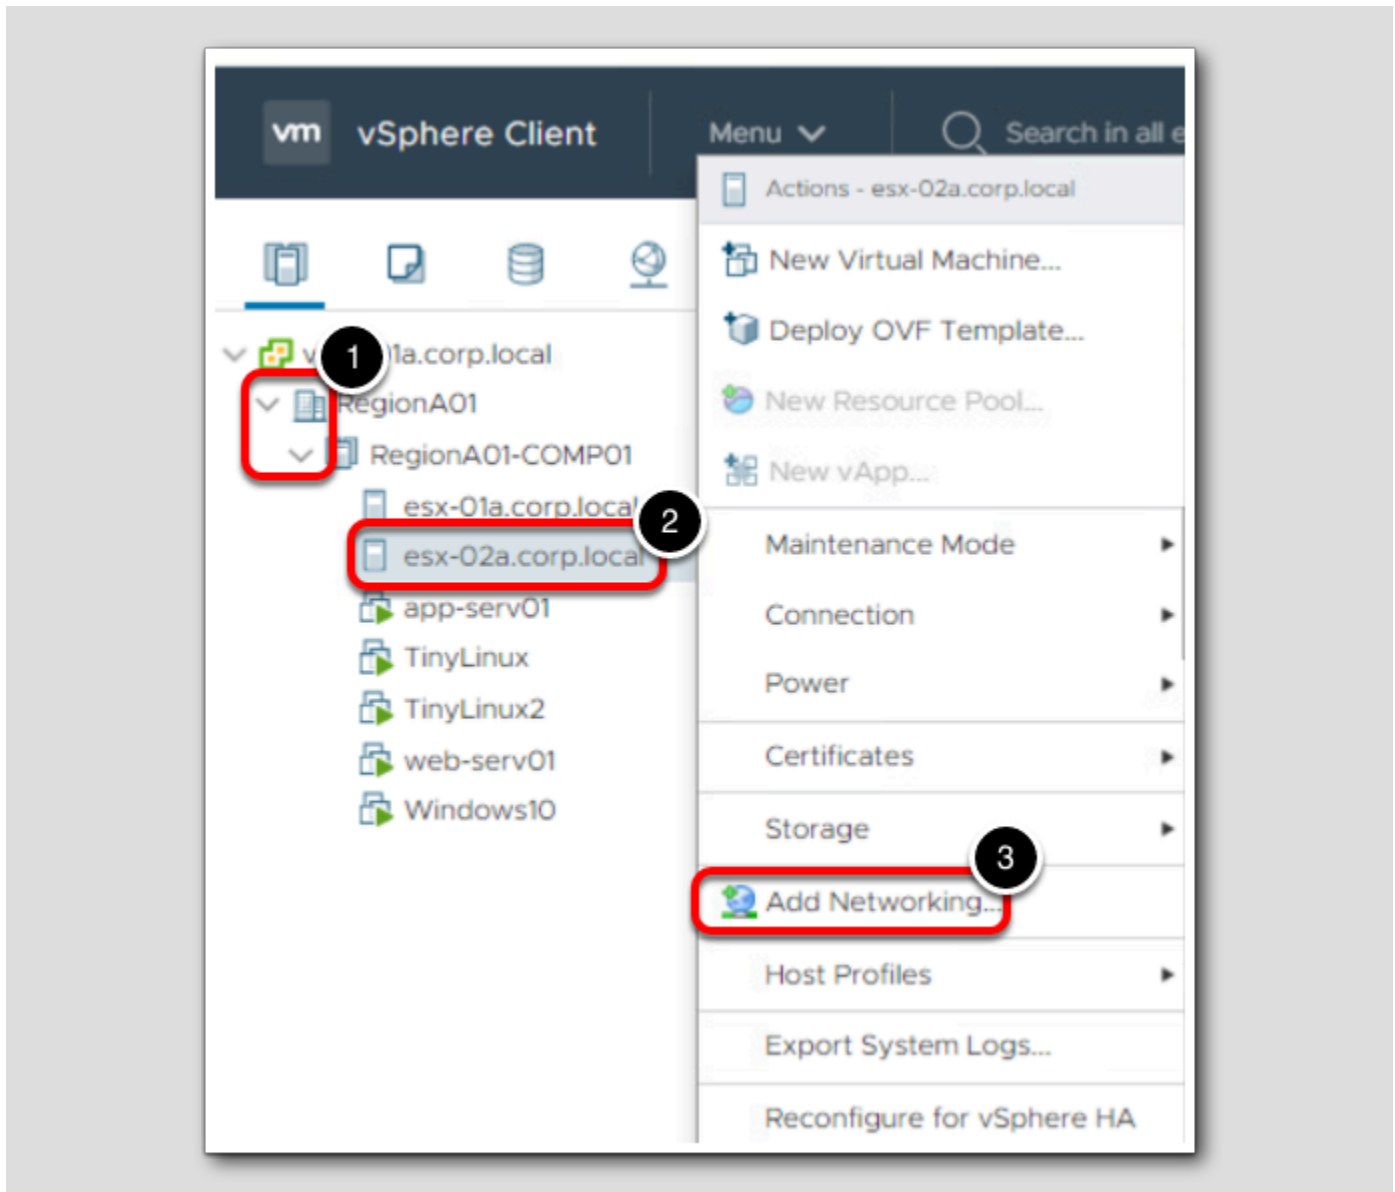 vm vSphere Client Menu Search in all e
Actions - esx-02a.corp.local
New Virtual Machine...
Deploy OVF Template...
New Resource Pool...
New vApp...
Maintenance Mode
Connection
Power
Certificates
Storage
3
Add Networking...
Host Profiles
Export System Logs...
Reconfigure for vSphere HA
1
01a.corp.local
RegionA01
RegionA01-COMP01
esx-01a.corp.local
2
esx-02a.corp.local
app-serv01
TinyLinux
TinyLinux2
web-serv01
Windows10